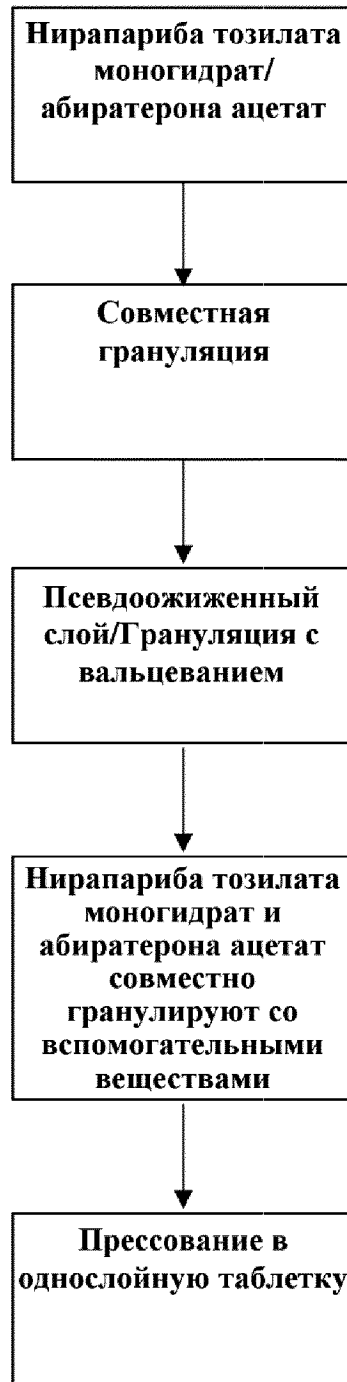 Нирапариба тозилата
моногидрат/
абиратерона ацетат
Совместная
грануляция
Псевдоожиженный
слой/Грануляция с
вальцеванием
Нирапариба тозилата
моногидрат и
абиратерона ацетат
совместно
гранулируют со
вспомогательными
веществами
Прессование в
однослойную таблетку